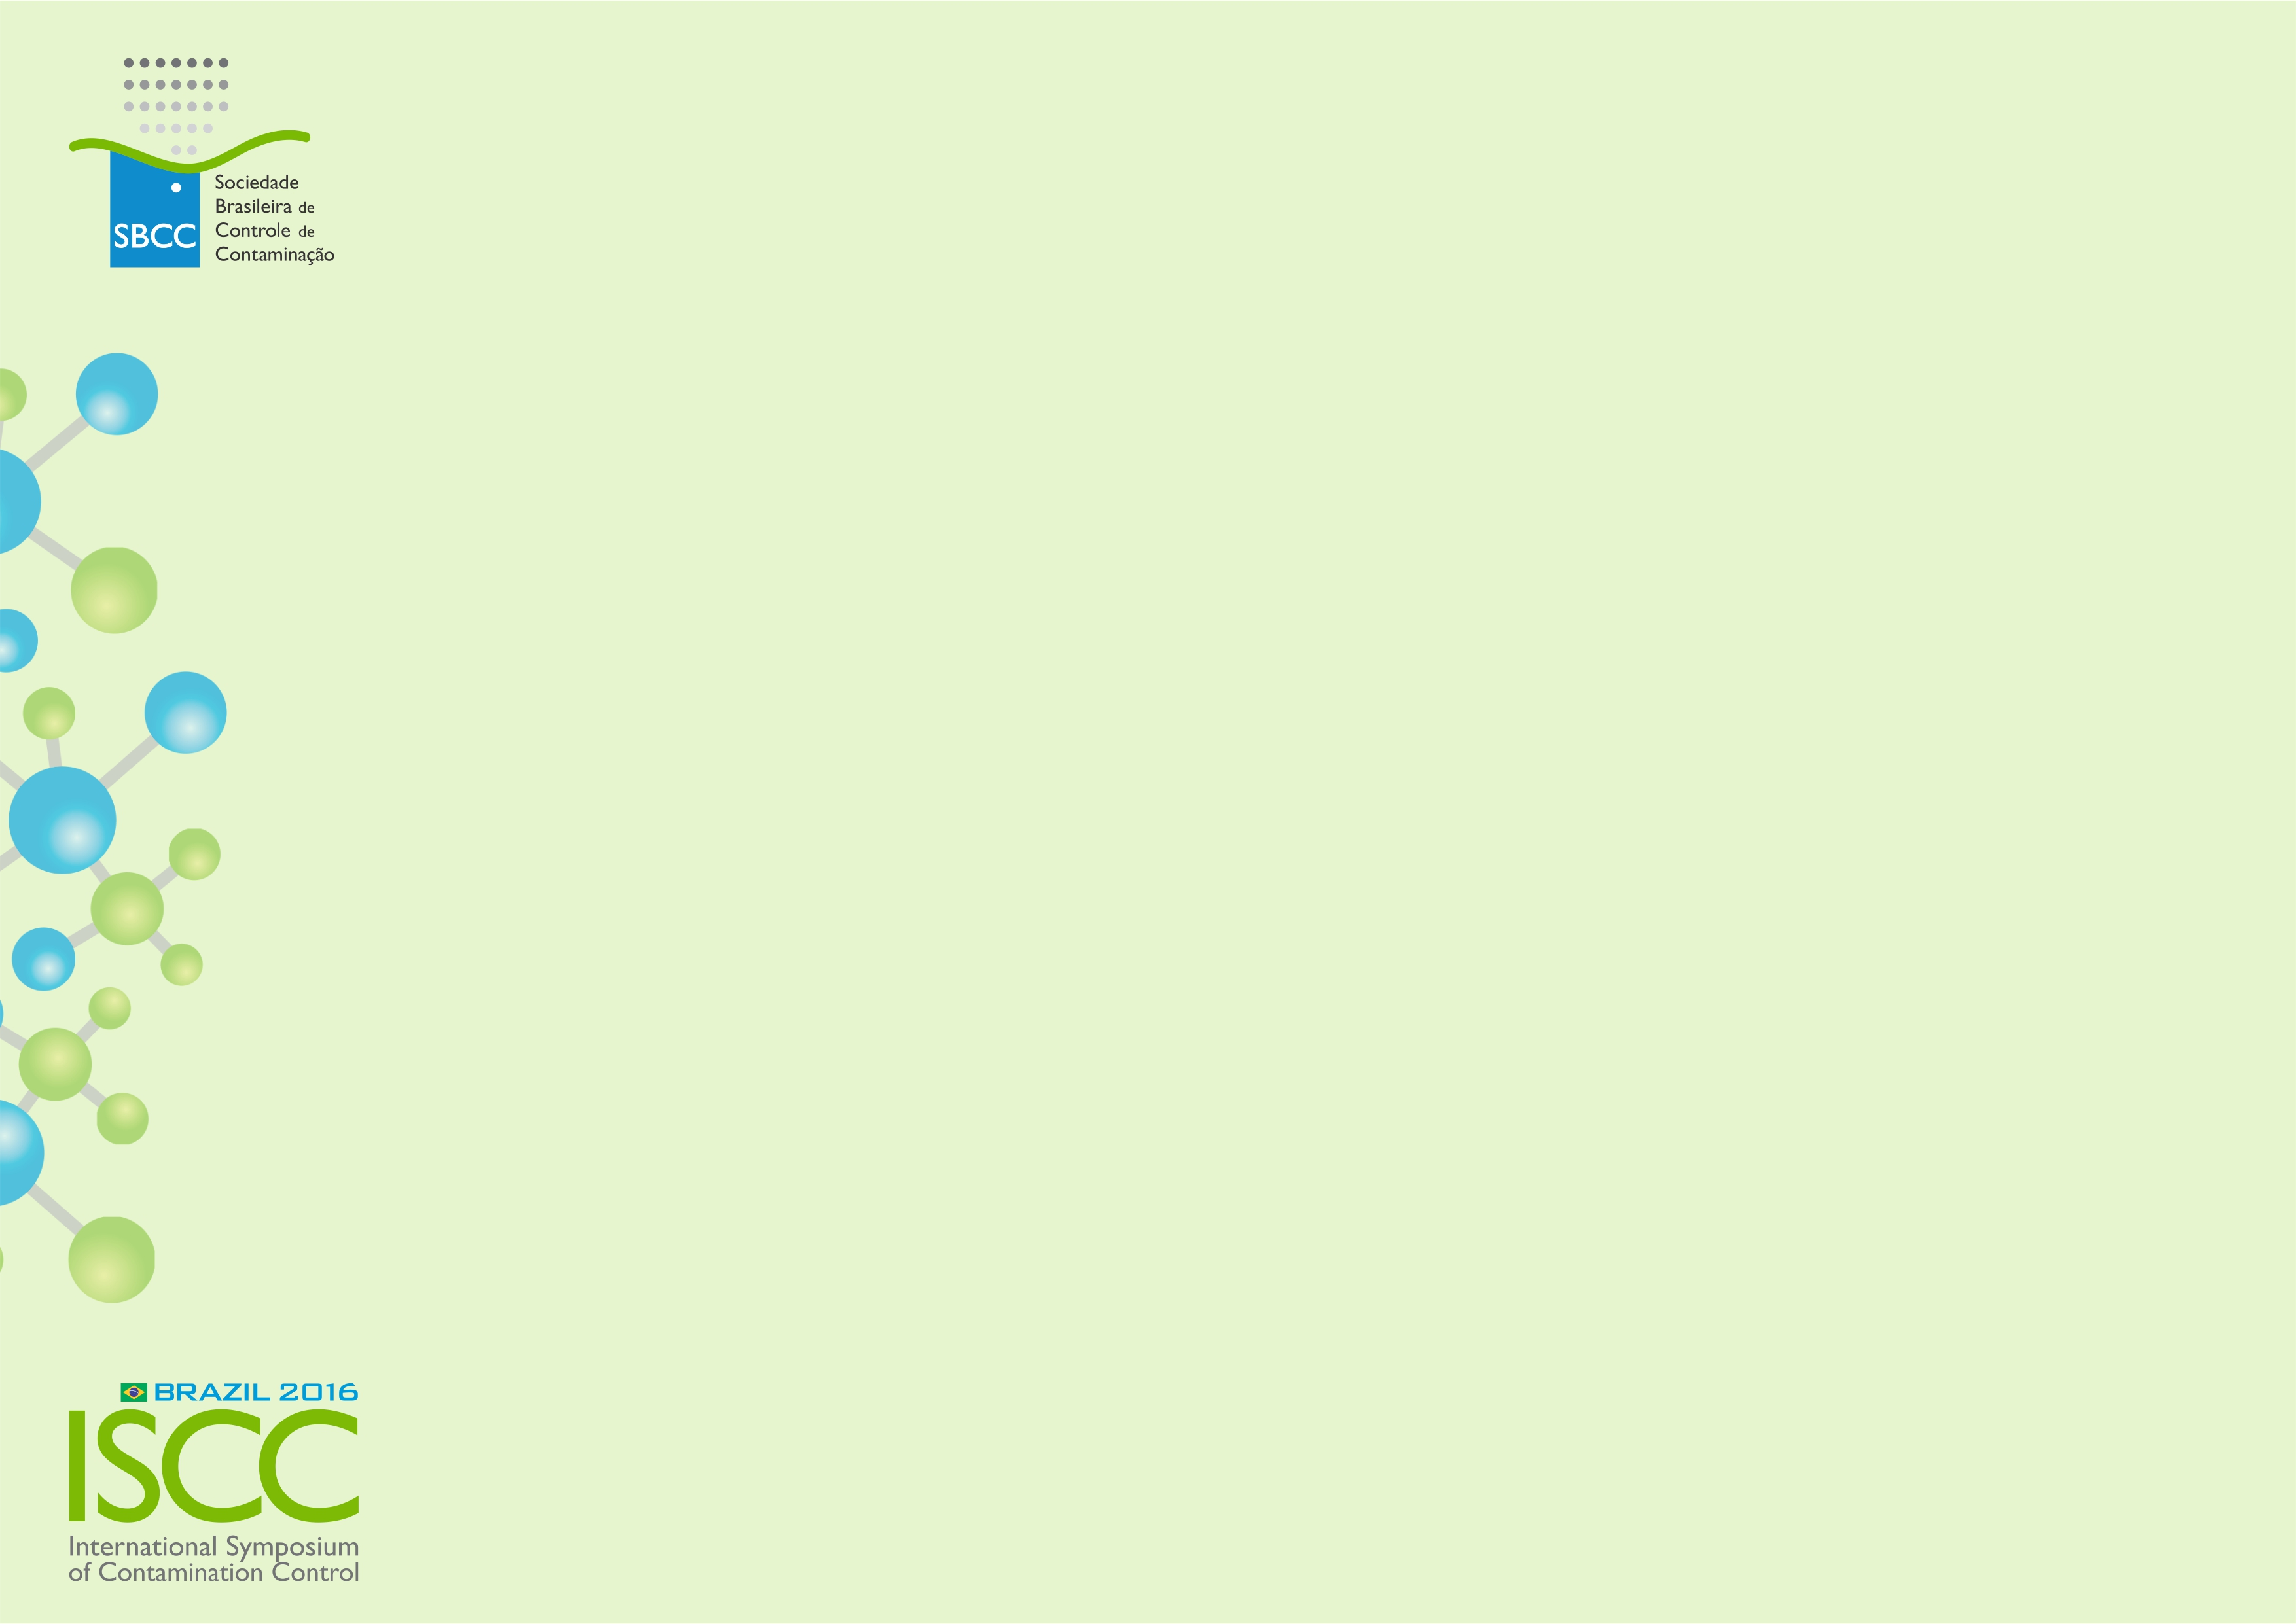 SBCC
Sociedade
Brasileira de
Controle de
Contaminação
BRAZIL 2016
ISCC
International Symposium
of Contamination Control